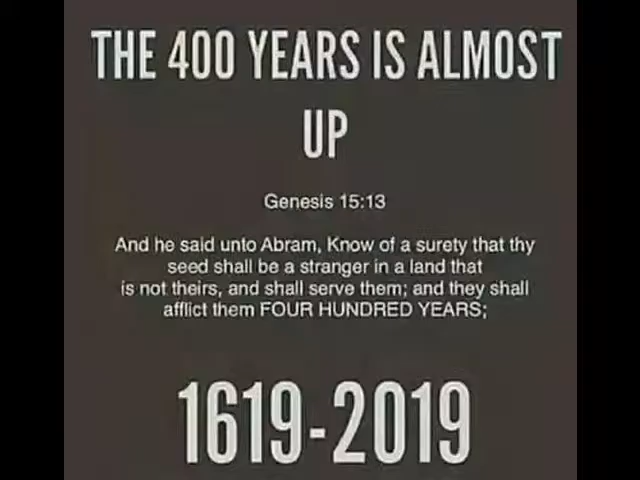 THE 400 YEARS IS ALMOST
UP
Genesis 15:13
And he said unto Abram, Know of a surety that thy
seed shall be a stranger in a land that
is not theirs, and shall serve them; and they shall
afflict them FOUR HUNDRED YEARS;
1619-2019